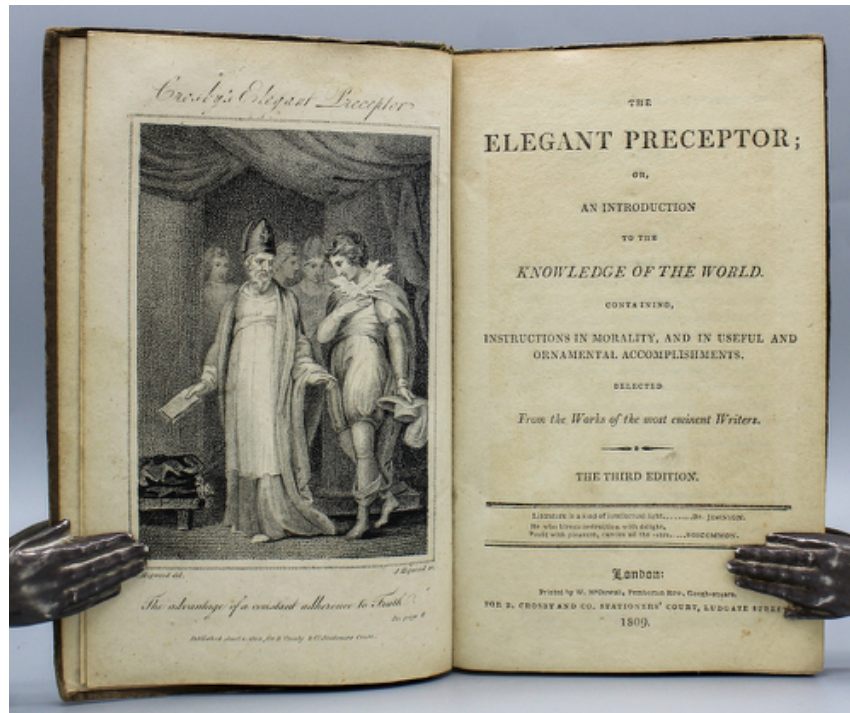 Crosby's Elegant Preceptor
del.
The advantage of a constant adherence to Truth
THE
ELEGANT PRECEPTOR;
OR,
AN INTRODUCTION
TO THE
KNOWLEDGE OF THE WORLD.
CONTAINING,
INSTRUCTIONS IN MORALITY, AND IN USEFUL AND
ORNAMENTAL ACCOMPLISHMENTS.
SELECTED
From the Works of the most eminent Writers.
THE THIRD EDITION.
is a kind of intellectual light,........DR. JOHNSON.
He who blends instruction with delight,
Profit with pleasure, carries all the .....ROSCOMMON.
London:
Printed by W. Pemberton Row, Gough-square,
FOR B. CROSBY AND CO. STATIONERS' COURT, LUDGATE STREET
1809.